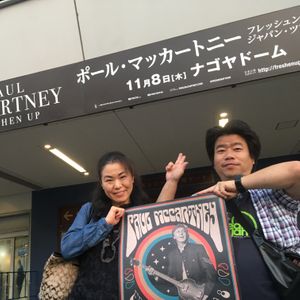 PAUL
ARTNEY
HEN UP
ポール・マッカートニー
フレッシュン
ジャパン・ツ
11月8日[木] ナゴヤドーム
http://freshenup
PAUL McCARTNEY